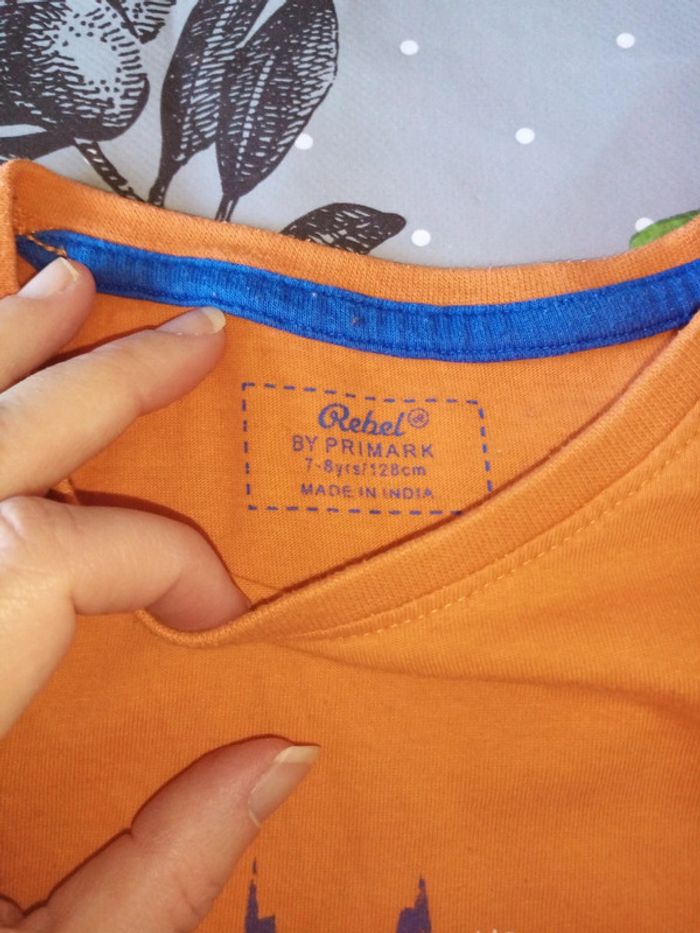 Rebel ®
BY PRIMARK
7-8yrs/128cm
MADE IN INDIA